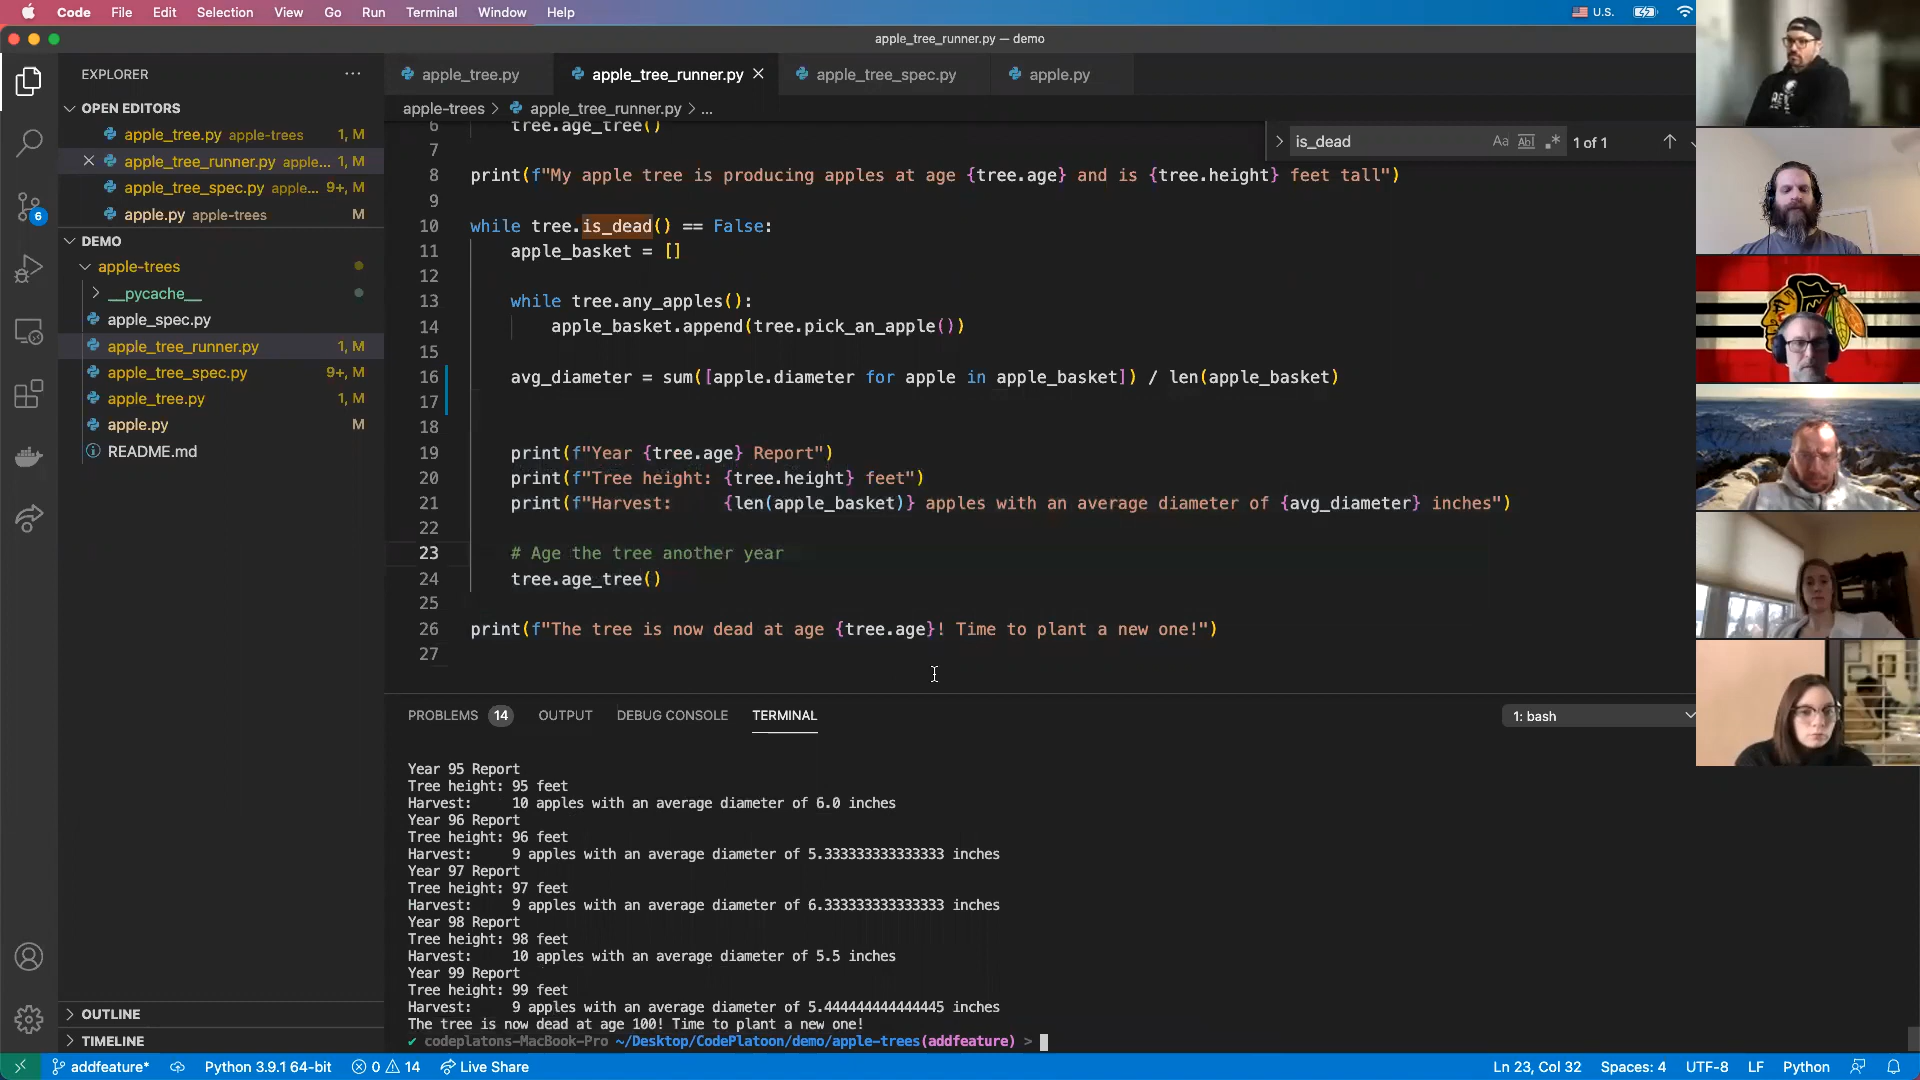 Code File Edit Selection View Go Run Terminal Window Help U.S.
apple_tree_runner.py — demo
EXPLORER
OPEN EDITORS
apple_tree.py apple-trees 1, M
apple_tree_runner.py apple... 1, M
apple_tree_spec.py apple... 9+, M
apple.py apple-trees M
6
DEMO
apple-trees
__pycache__
apple_spec.py
apple_tree_runner.py 1, M
apple_tree_spec.py 9+, M
apple_tree.py 1, M
apple.py M
README.md
OUTLINE
TIMELINE
apple_tree.py apple_tree_runner.py apple_tree_spec.py apple.py
apple-trees > apple_tree_runner.py > ...
is_dead Aa Abl .* 1 of 1
6 tree.age_tree()
7
8 print(f"My apple tree is producing apples at age {tree.age} and is {tree.height} feet tall")
9
10 while tree.is_dead() == False:
11 apple_basket = []
12
13 while tree.any_apples():
14 apple_basket.append(tree.pick_an_apple())
15
16 avg_diameter = sum([apple.diameter for apple in apple_basket]) / len(apple_basket)
17
18
19 print(f"Year {tree.age} Report")
20 print(f"Tree height: {tree.height} feet")
21 print(f"Harvest: {len(apple_basket)} apples with an average diameter of {avg_diameter} inches")
22
23 # Age the tree another year
24 tree.age_tree()
25
26 print(f"The tree is now dead at age {tree.age}! Time to plant a new one!")
27
PROBLEMS 14 OUTPUT DEBUG CONSOLE TERMINAL 1: bash
Year 95 Report
Tree height: 95 feet
Harvest: 10 apples with an average diameter of 6.0 inches
Year 96 Report
Tree height: 96 feet
Harvest: 9 apples with an average diameter of 5.333333333333333 inches
Year 97 Report
Tree height: 97 feet
Harvest: 9 apples with an average diameter of 6.333333333333333 inches
Year 98 Report
Tree height: 98 feet
Harvest: 10 apples with an average diameter of 5.5 inches
Year 99 Report
Tree height: 99 feet
Harvest: 9 apples with an average diameter of 5.444444444444445 inches
The tree is now dead at age 100! Time to plant a new one!
✔ codeplatons-MacBook-Pro ~/Desktop/CodePlatoon/demo/apple-trees(addfeature) >
addfeature* Python 3.9.1 64-bit 0 14 Live Share Ln 23, Col 32 Spaces: 4 UTF-8 LF Python